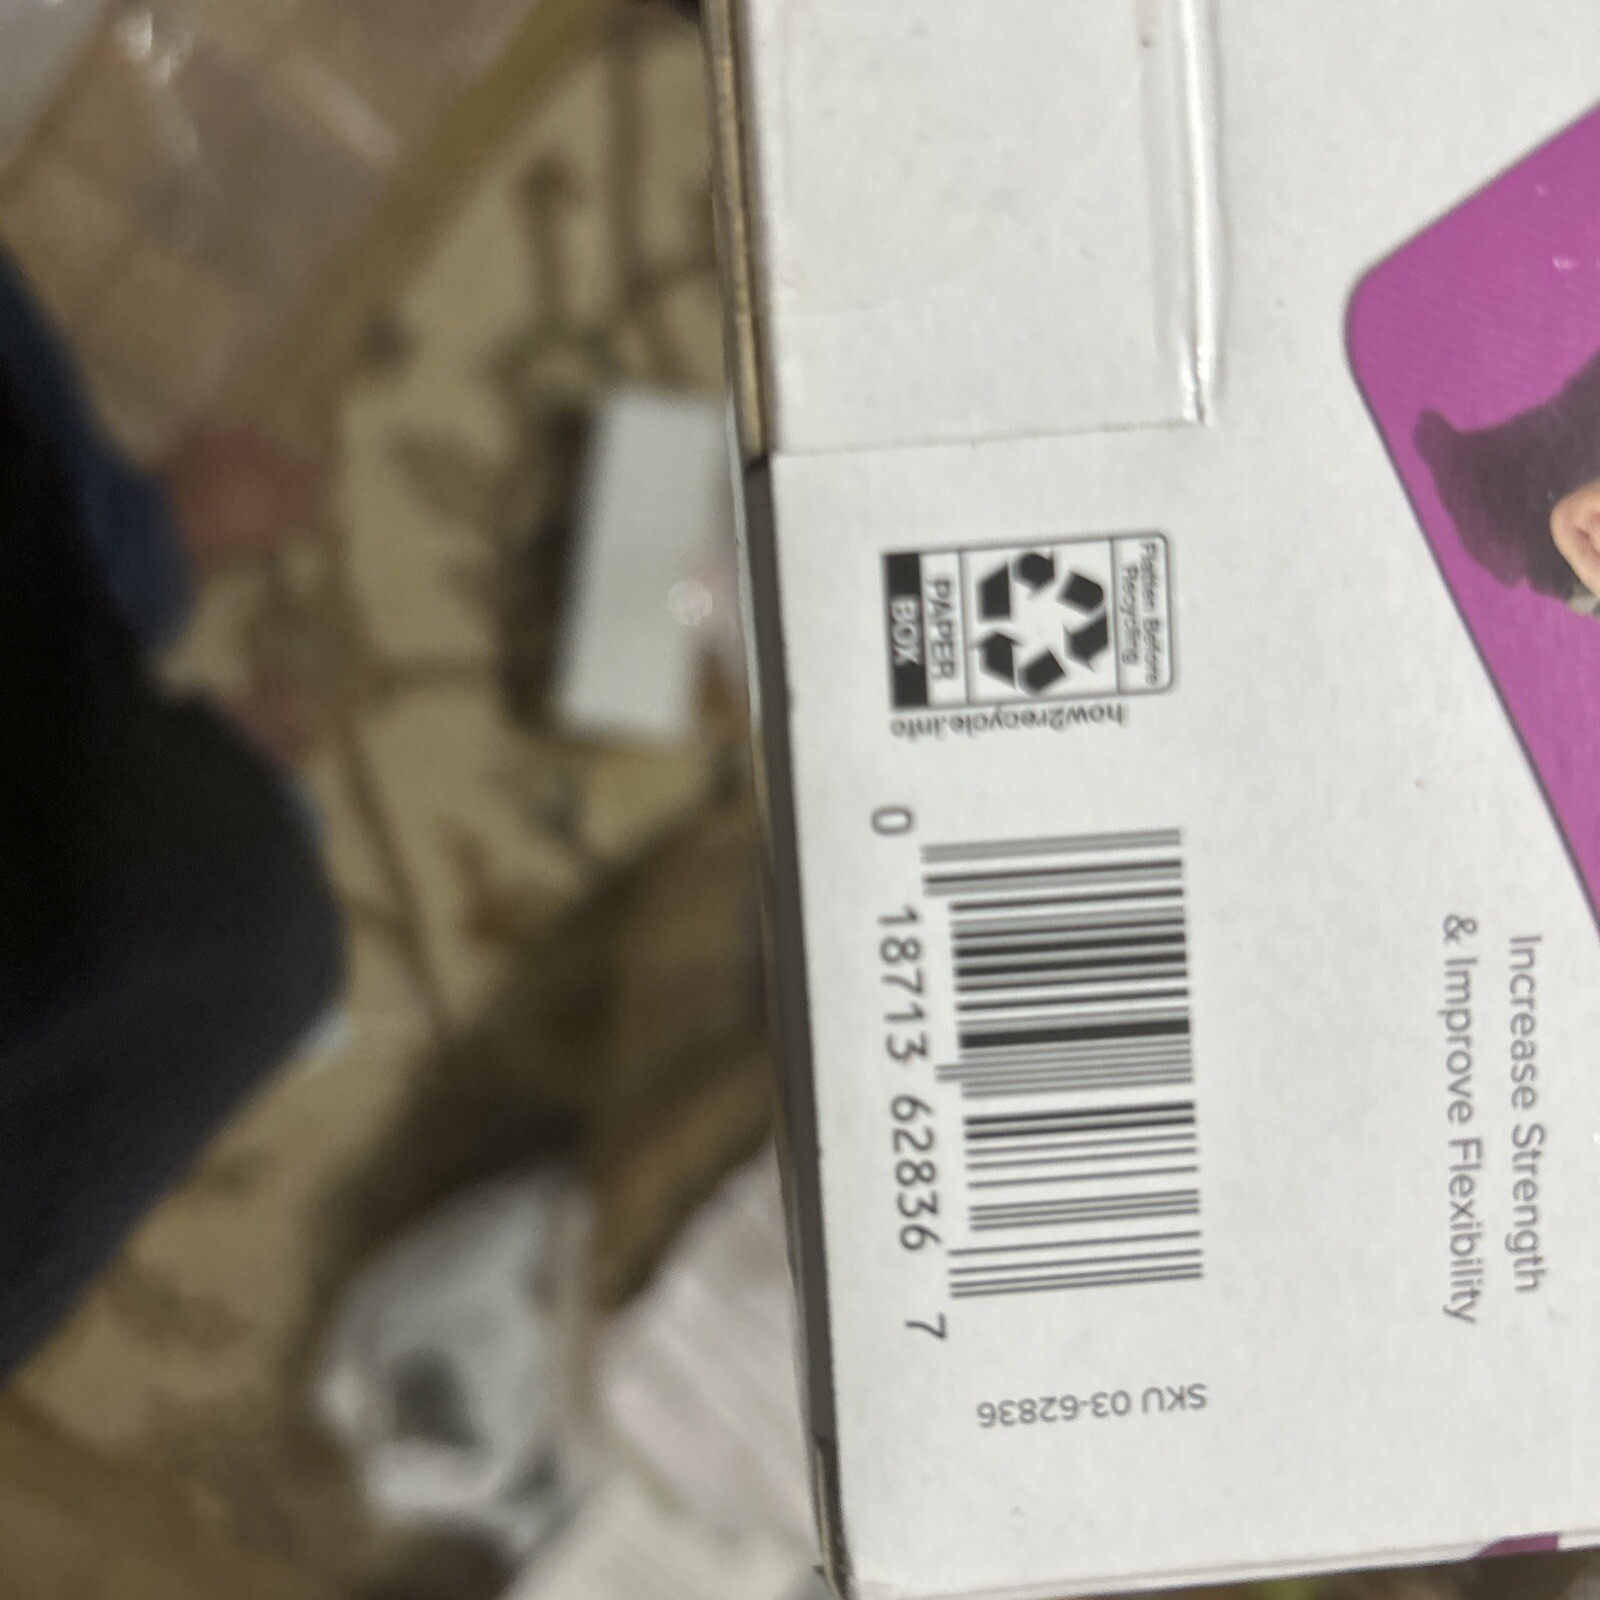 Flatten Before
Recycling
PAPER
BOX
how2recycle.info
0 18713 62836 7
SKU 03-62836
Increase Strength
& Improve Flexibility